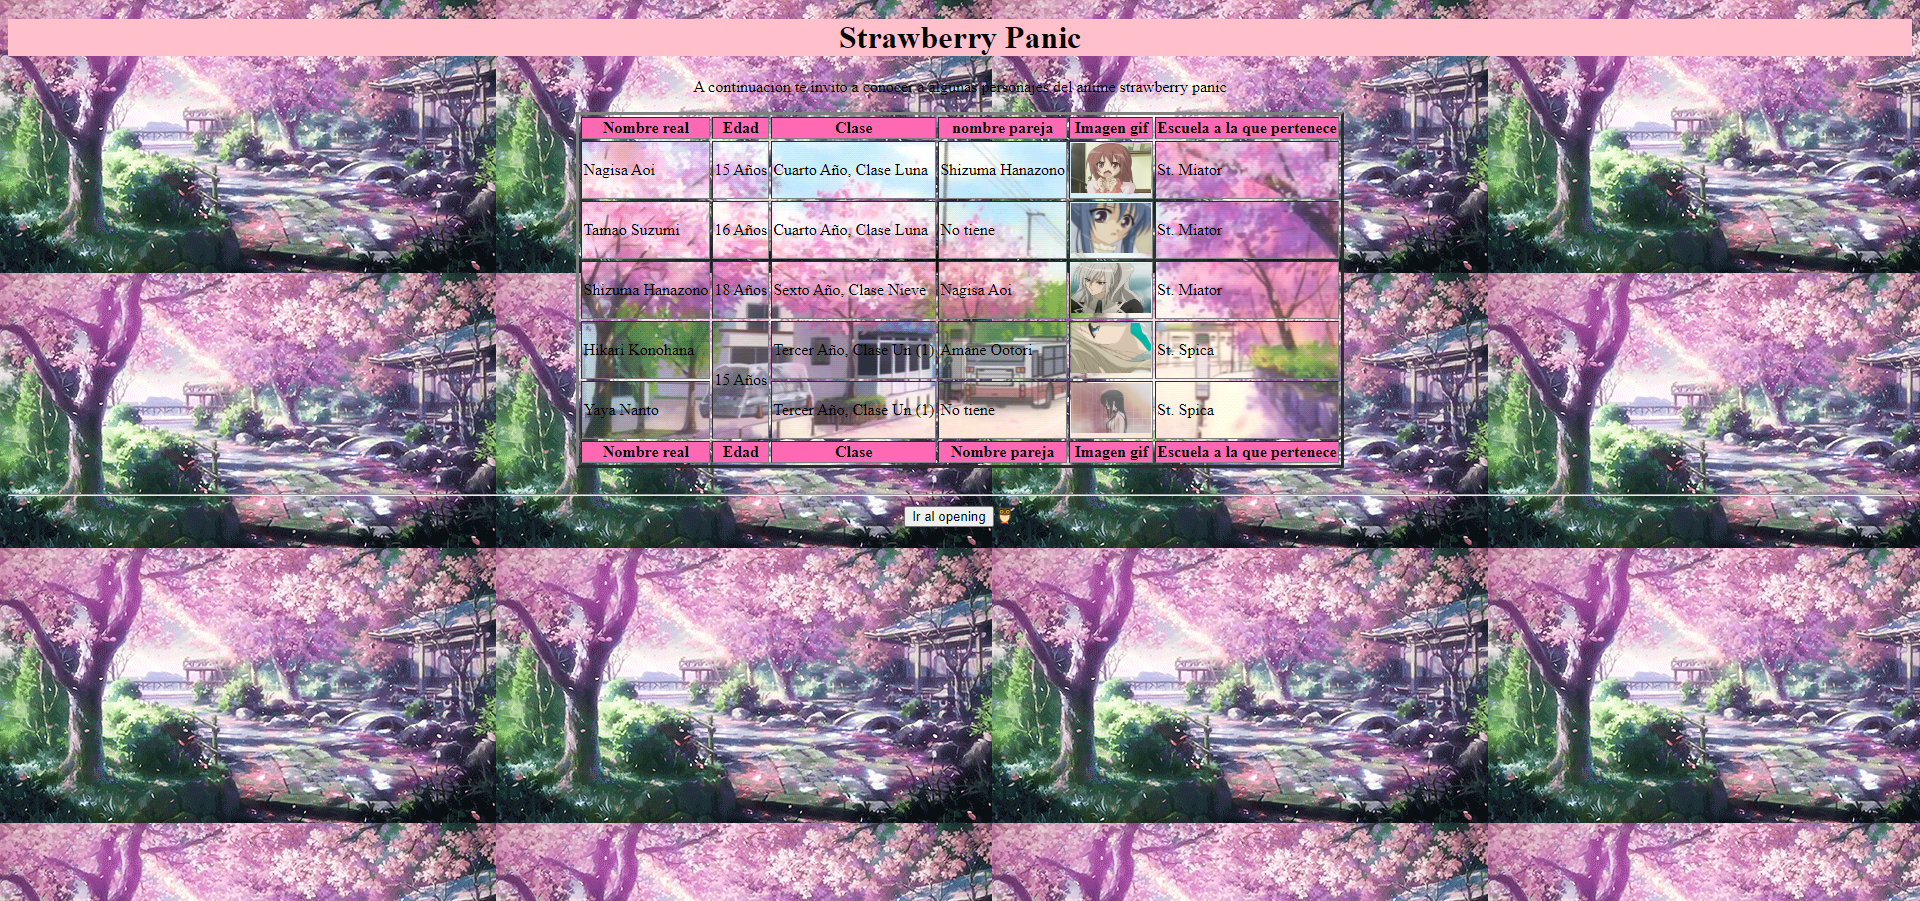 Strawberry Panic
A continuacion te invito a conocer a algunas personajes del anime strawberry panic
Nombre real Edad Clase nombre pareja Imagen gif Escuela a la que pertenece
Nagisa Aoi 15 Años Cuarto Año, Clase Luna Shizuma Hanazono St. Miator
Tamao Suzumi 16 Años Cuarto Año, Clase Luna No tiene St. Miator
Shizuma Hanazono 18 Años Sexto Año, Clase Nieve Nagisa Aoi St. Miator
Hikari Konohana Tercer Año, Clase Un (1) Amane Ootori St. Spica
15 Años
Yaya Nanto Tercer Año, Clase Un (1) No tiene St. Spica
Nombre real Edad Clase Nombre pareja Imagen gif Escuela a la que pertenece
Ir al opening